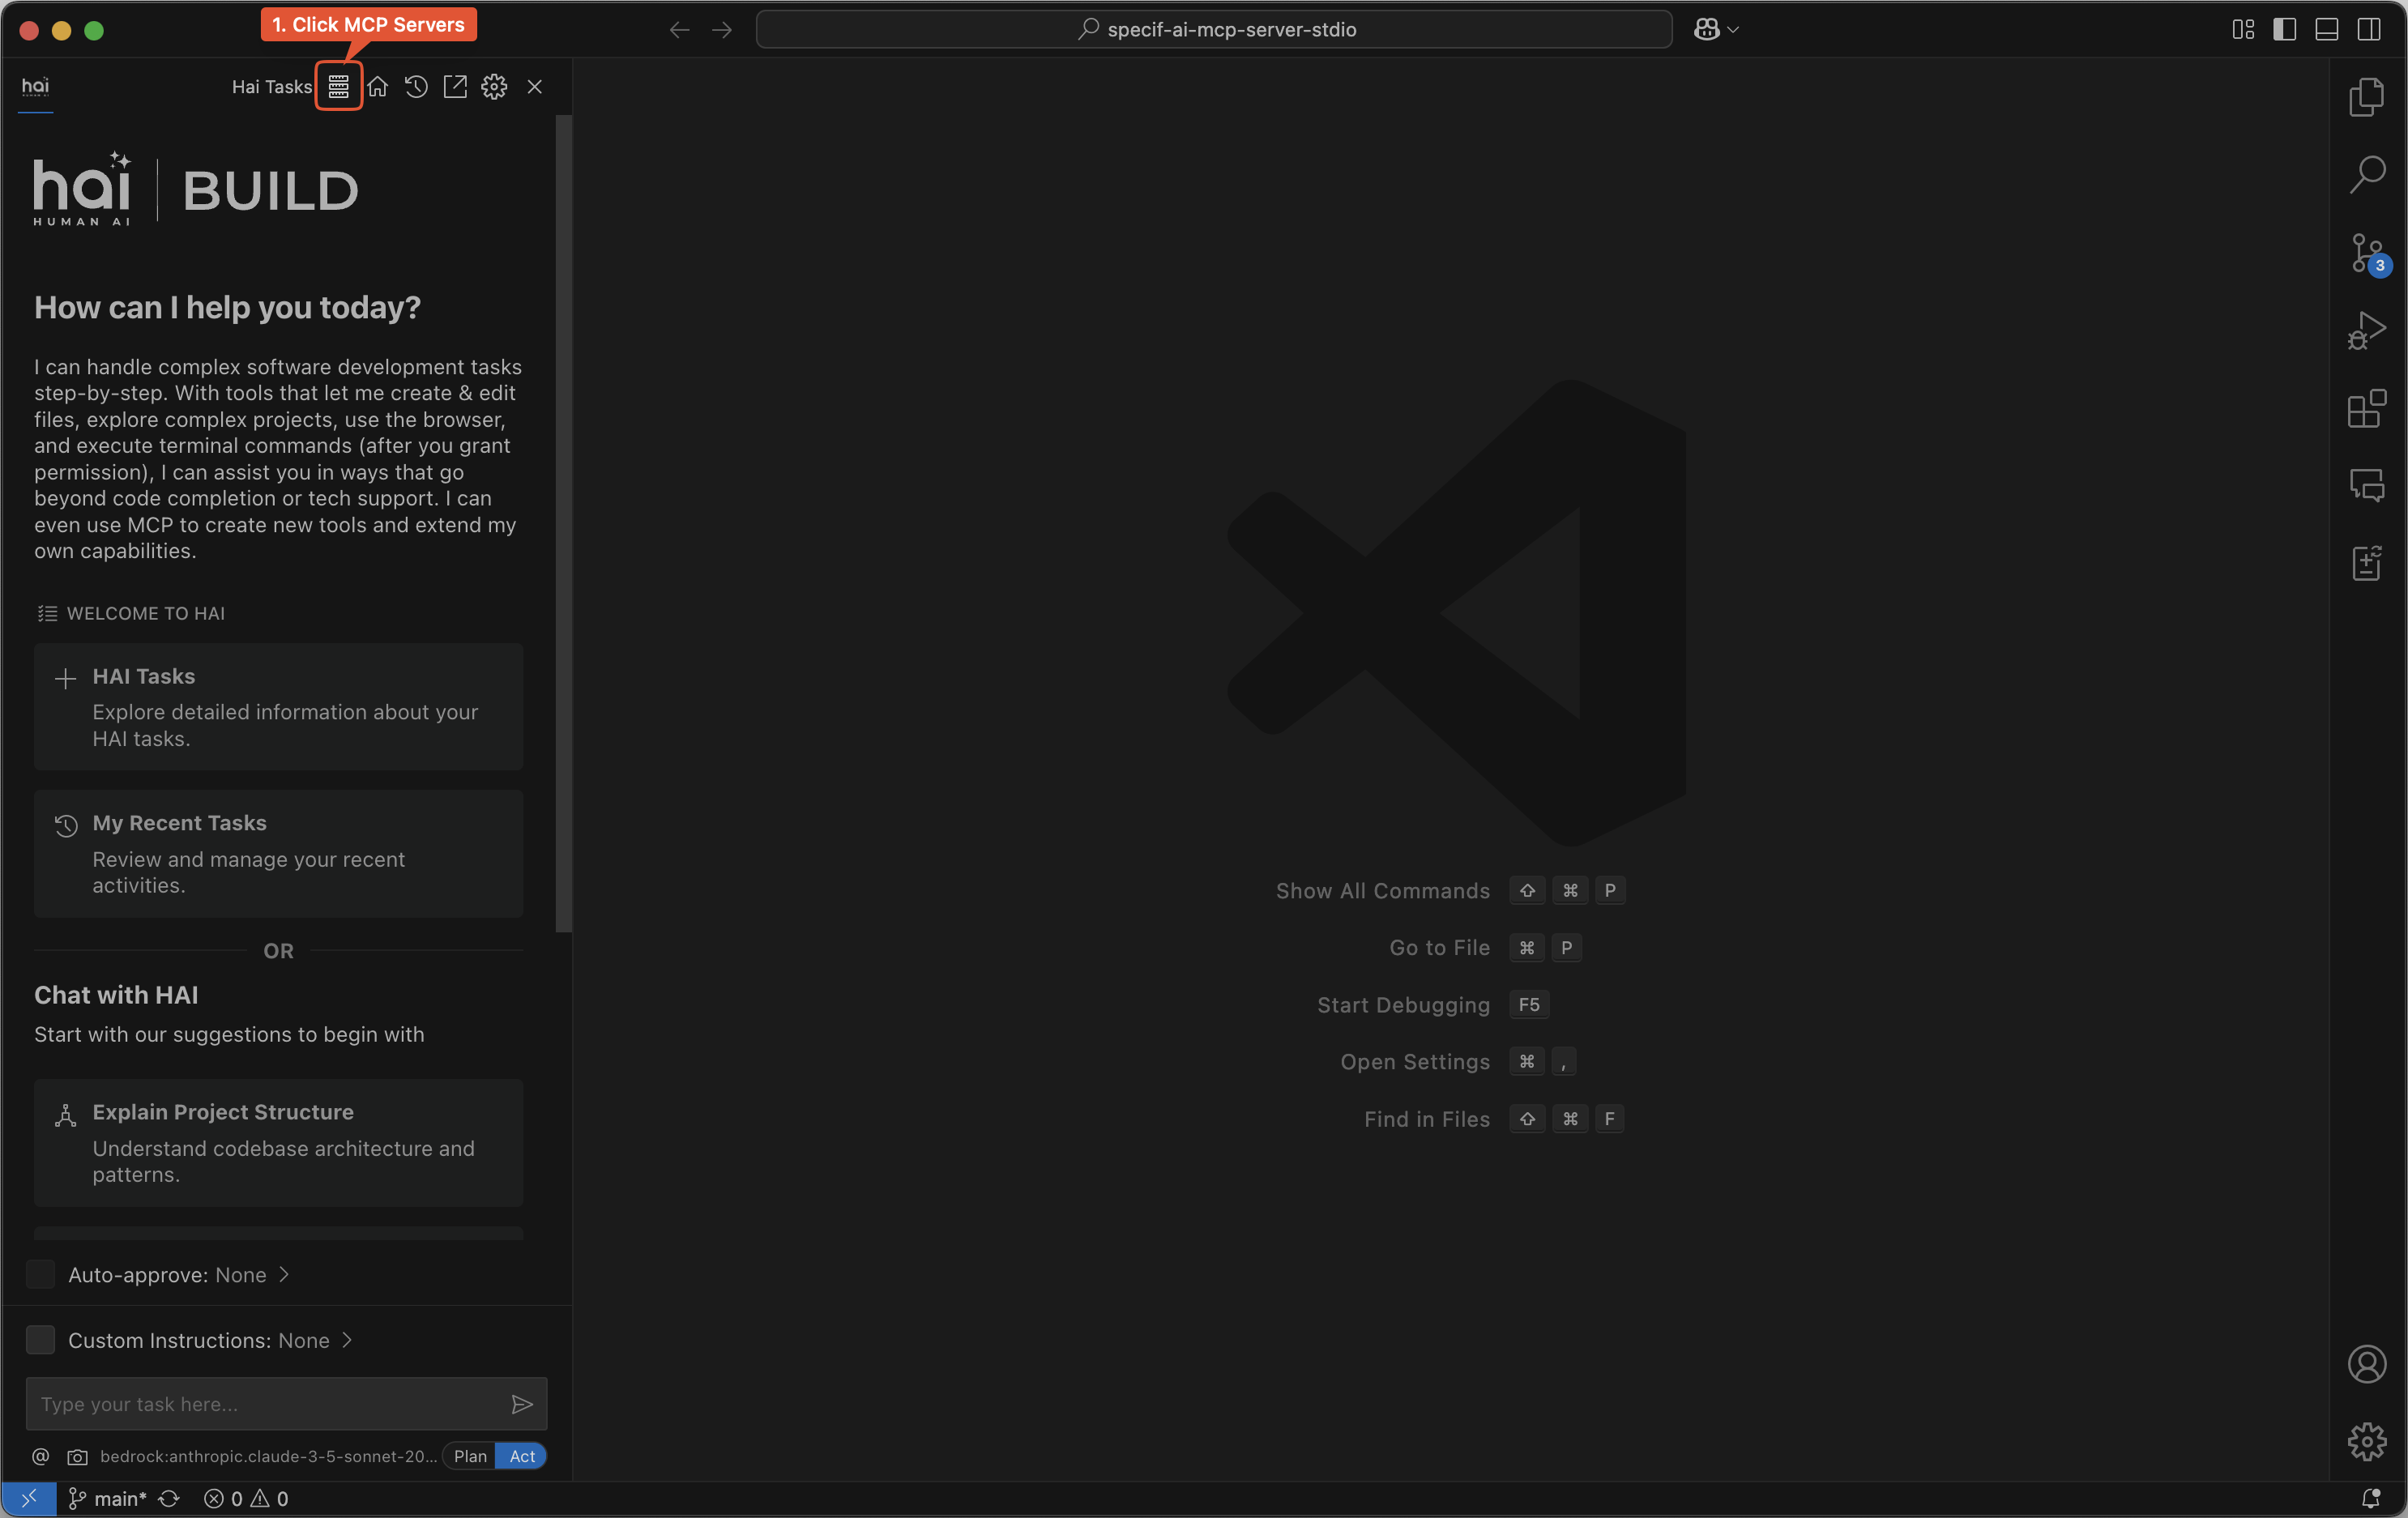 1. Click MCP Servers
specif-ai-mcp-server-stdio
hai
HUMAN AI
Hai Tasks
hai
HUMAN AI
BUILD
How can I help you today?
I can handle complex software development tasks
step-by-step. With tools that let me create & edit
files, explore complex projects, use the browser,
and execute terminal commands (after you grant
permission), I can assist you in ways that go
beyond code completion or tech support. I can
even use MCP to create new tools and extend my
own capabilities.
WELCOME TO HAI
HAI Tasks
Explore detailed information about your
HAI tasks.
My Recent Tasks
Review and manage your recent
activities.
OR
Chat with HAI
Start with our suggestions to begin with
Explain Project Structure
Understand codebase architecture and
patterns.
Auto-approve: None
Custom Instructions: None
Type your task here...
@ bedrock:anthropic.claude-3-5-sonnet-20... Plan Act
main* 0 0
Show All Commands ⇧ ⌘ P
Go to File ⌘ P
Start Debugging F5
Open Settings ⌘ ,
Find in Files ⇧ ⌘ F
3